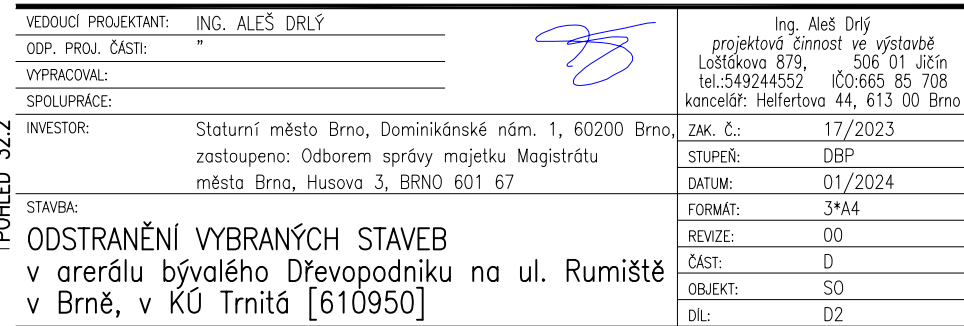 VEDOUCÍ PROJEKTANT: ING. ALEŠ DRLÝ
ODP. PROJ. ČÁSTI: "
VYPRACOVAL:
SPOLUPRÁCE:
Ing. Aleš Drlý
projektová činnost ve výstavbě
Lošťákova 879, 506 01 Jičín
tel.:549244552 IČO:665 85 708
kancelář: Helfertova 44, 613 00 Brno
INVESTOR: Staturní město Brno, Dominikánské nám. 1, 60200 Brno,
zastoupeno: Odborem správy majetku Magistrátu
města Brna, Husova 3, BRNO 601 67
STAVBA:
ODSTRANĚNÍ VYBRANÝCH STAVEB
v arerálu bývalého Dřevopodniku na ul. Rumiště
v Brně, v KÚ Trnitá [610950]
ZAK. Č.: 17/2023
STUPEŇ: DBP
DATUM: 01/2024
FORMÁT: 3*A4
REVIZE: 00
ČÁST: D
OBJEKT: SO
DÍL: D2